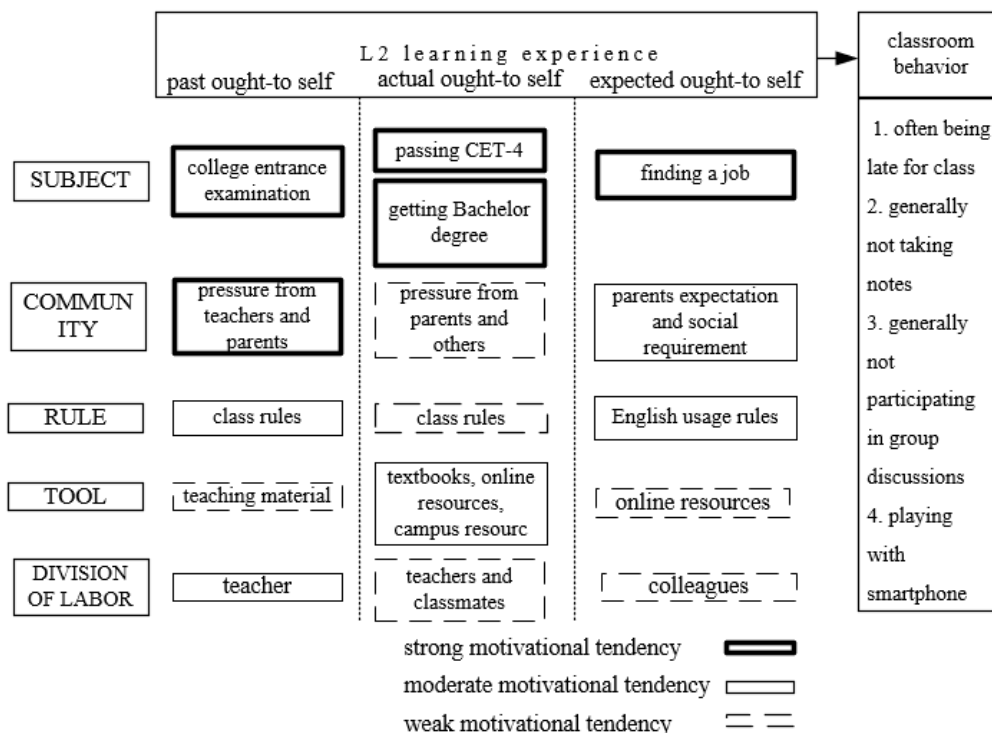 L2 learning experience
past ought-to self
actual ought-to self
expected ought-to self
classroom
behavior
SUBJECT
college entrance
examination
passing CET-4
getting Bachelor
degree
finding a job
COMMUN
ITY
pressure from
teachers and
parents
pressure from
parents and
others
parents expectation
and social
requirement
RULE
class rules
class rules
English usage rules
TOOL
teaching material
textbooks, online
resources,
campus resourc
online resources
DIVISION
OF LABOR
teacher
teachers and
classmates
colleagues
1. often being
late for class
2. generally
not taking
notes
3. generally
not
participating
in group
discussions
4. playing
with
smartphone
strong motivational tendency
moderate motivational tendency
weak motivational tendency